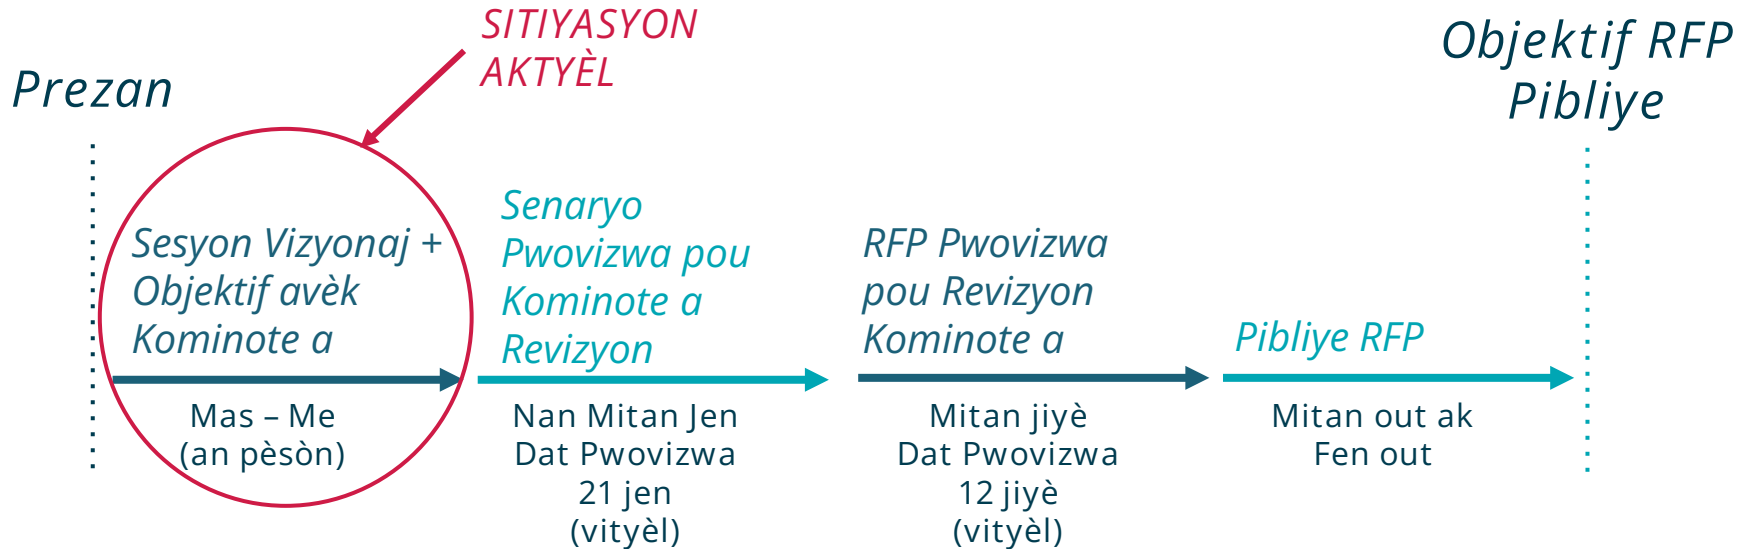 SITIYASYON
AKTYÈL
Prezan
Objektif RFP
Pibliye
Sesyon Vizyonaj +
Objektif avèk
Kominote a
Mas – Me
(an pèsòn)
Senaryo
Pwovizwa pou
Kominote a
Revizyon
Nan Mitan Jen
Dat Pwovizwa
21 jen
(vityèl)
RFP Pwovizwa
pou Revizyon
Kominote a
Mitan jiyè
Dat Pwovizwa
12 jiyè
(vityèl)
Pibliye RFP
Mitan out ak
Fen out